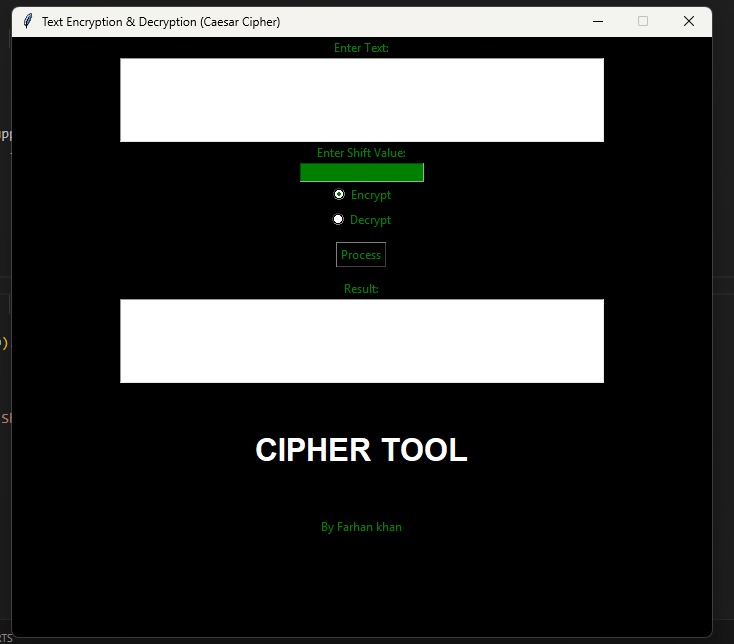 Text Encryption & Decryption (Caesar Cipher)
Enter Text:
Enter Shift Value:
Encrypt
Decrypt
Process
Result:
CIPHER TOOL
By Farhan khan